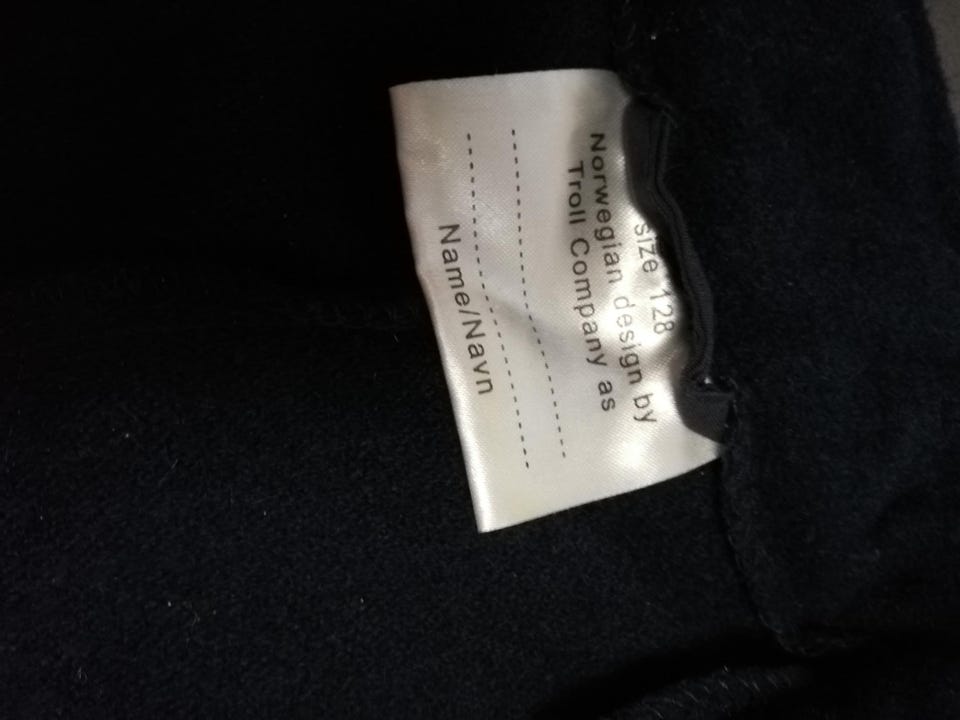 size 128
Norwegian design by
Troll Company as
Name/Navn